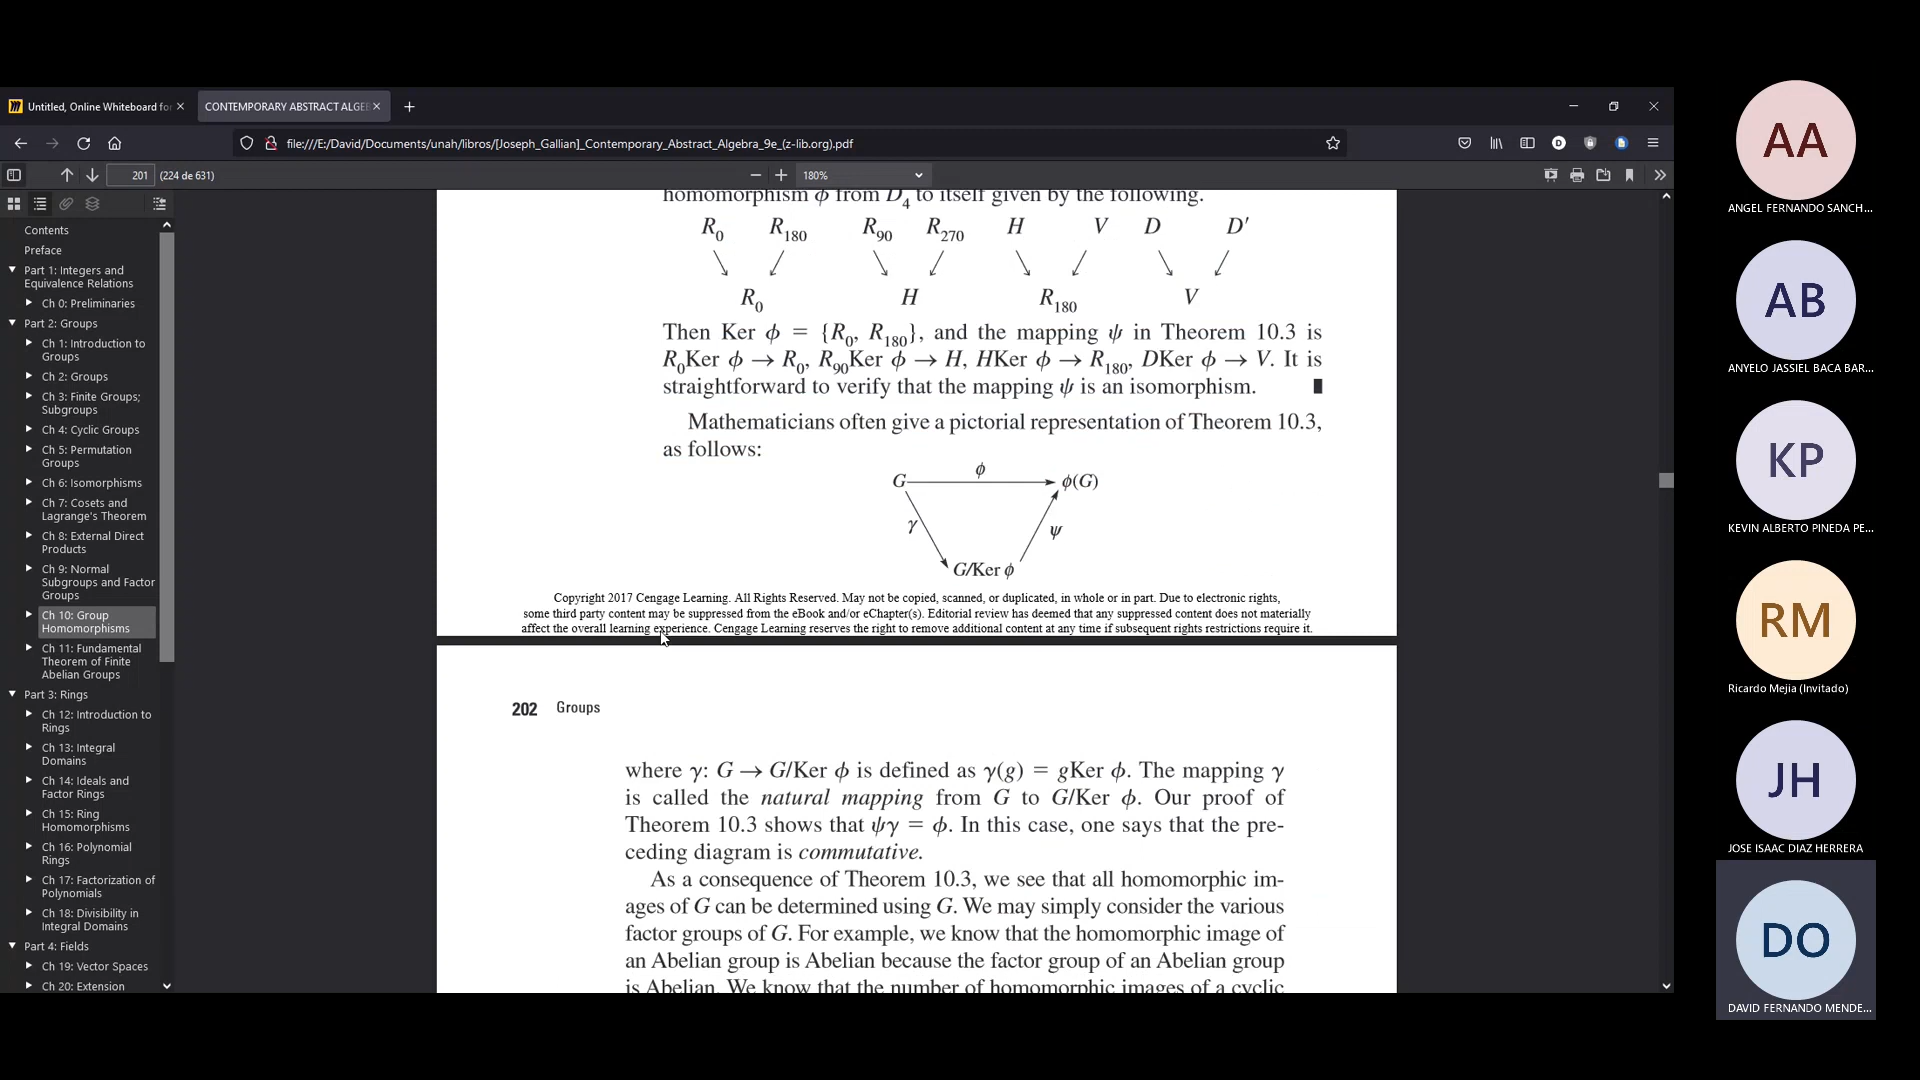 Untitled, Online Whiteboard for
CONTEMPORARY ABSTRACT ALGEB
file:///E:/David/Documents/unah/libros/[Joseph_Gallian]_Contemporary_Abstract_Algebra_9e_(z-lib.org).pdf
201 (224 de 631)
180%
Contents
Preface
Part 1: Integers and
Equivalence Relations
Ch 0: Preliminaries
Part 2: Groups
Ch 1: Introduction to
Groups
Ch 2: Groups
Ch 3: Finite Groups;
Subgroups
Ch 4: Cyclic Groups
Ch 5: Permutation
Groups
Ch 6: Isomorphisms
Ch 7: Cosets and
Lagrange's Theorem
Ch 8: External Direct
Products
Ch 9: Normal
Subgroups and Factor
Groups
Ch 10: Group
Homomorphisms
Ch 11: Fundamental
Theorem of Finite
Abelian Groups
Part 3: Rings
Ch 12: Introduction to
Rings
Ch 13: Integral
Domains
Ch 14: Ideals and
Factor Rings
Ch 15: Ring
Homomorphisms
Ch 16: Polynomial
Rings
Ch 17: Factorization of
Polynomials
Ch 18: Divisibility in
Integral Domains
Part 4: Fields
Ch 19: Vector Spaces
Ch 20: Extension
homomorphism ϕ from D₄ to itself given by the following.
R₀ R₁₈₀ R₉₀ R₂₇₀ H V D D′
R₀ H R₁₈₀ V
Then Ker ϕ = {R₀, R₁₈₀}, and the mapping ψ in Theorem 10.3 is
R₀Ker ϕ → R₀, R₉₀Ker ϕ → H, HKer ϕ → R₁₈₀, DKer ϕ → V. It is
straightforward to verify that the mapping ψ is an isomorphism.
Mathematicians often give a pictorial representation of Theorem 10.3,
as follows:
ϕ
G ϕ(G)
γ ψ
G/Ker ϕ
Copyright 2017 Cengage Learning. All Rights Reserved. May not be copied, scanned, or duplicated, in whole or in part. Due to electronic rights,
some third party content may be suppressed from the eBook and/or eChapter(s). Editorial review has deemed that any suppressed content does not materially
affect the overall learning experience. Cengage Learning reserves the right to remove additional content at any time if subsequent rights restrictions require it.
202 Groups
where γ: G → G/Ker ϕ is defined as γ(g) = gKer ϕ. The mapping γ
is called the natural mapping from G to G/Ker ϕ. Our proof of
Theorem 10.3 shows that ψγ = ϕ. In this case, one says that the pre-
ceding diagram is commutative.
As a consequence of Theorem 10.3, we see that all homomorphic im-
ages of G can be determined using G. We may simply consider the various
factor groups of G. For example, we know that the homomorphic image of
an Abelian group is Abelian because the factor group of an Abelian group
is Abelian. We know that the number of homomorphic images of a cyclic
AA
ANGEL FERNANDO SANCH...
AB
ANYELO JASSIEL BACA BAR...
KP
KEVIN ALBERTO PINEDA PE...
RM
Ricardo Mejia (Invitado)
JH
JOSE ISAAC DIAZ HERRERA
DO
DAVID FERNANDO MENDE...